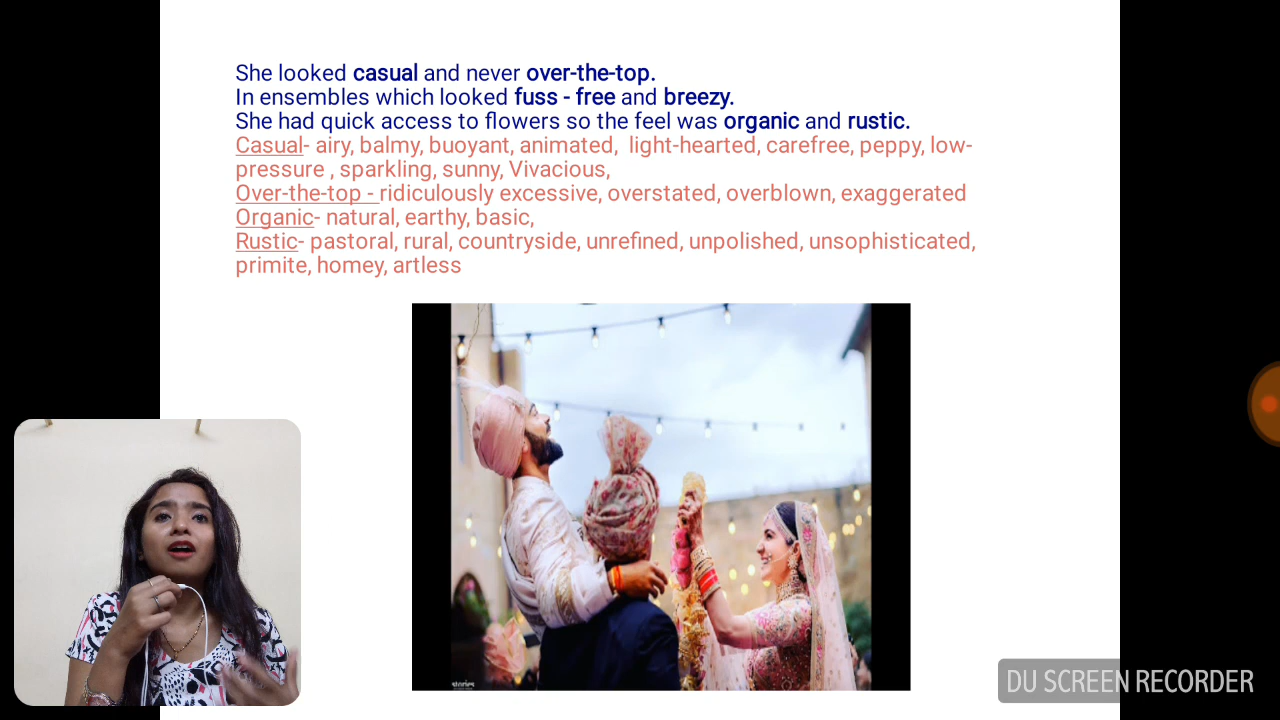 She looked casual and never over-the-top.
In ensembles which looked fuss - free and breezy.
She had quick access to flowers so the feel was organic and rustic.
Casual- airy, balmy, buoyant, animated,  light-hearted, carefree, peppy, low-
pressure , sparkling, sunny, Vivacious,
Over-the-top - ridiculously excessive, overstated, overblown, exaggerated
Organic- natural, earthy, basic,
Rustic- pastoral, rural, countryside, unrefined, unpolished, unsophisticated,
primite, homey, artless
stories
DU SCREEN RECORDER